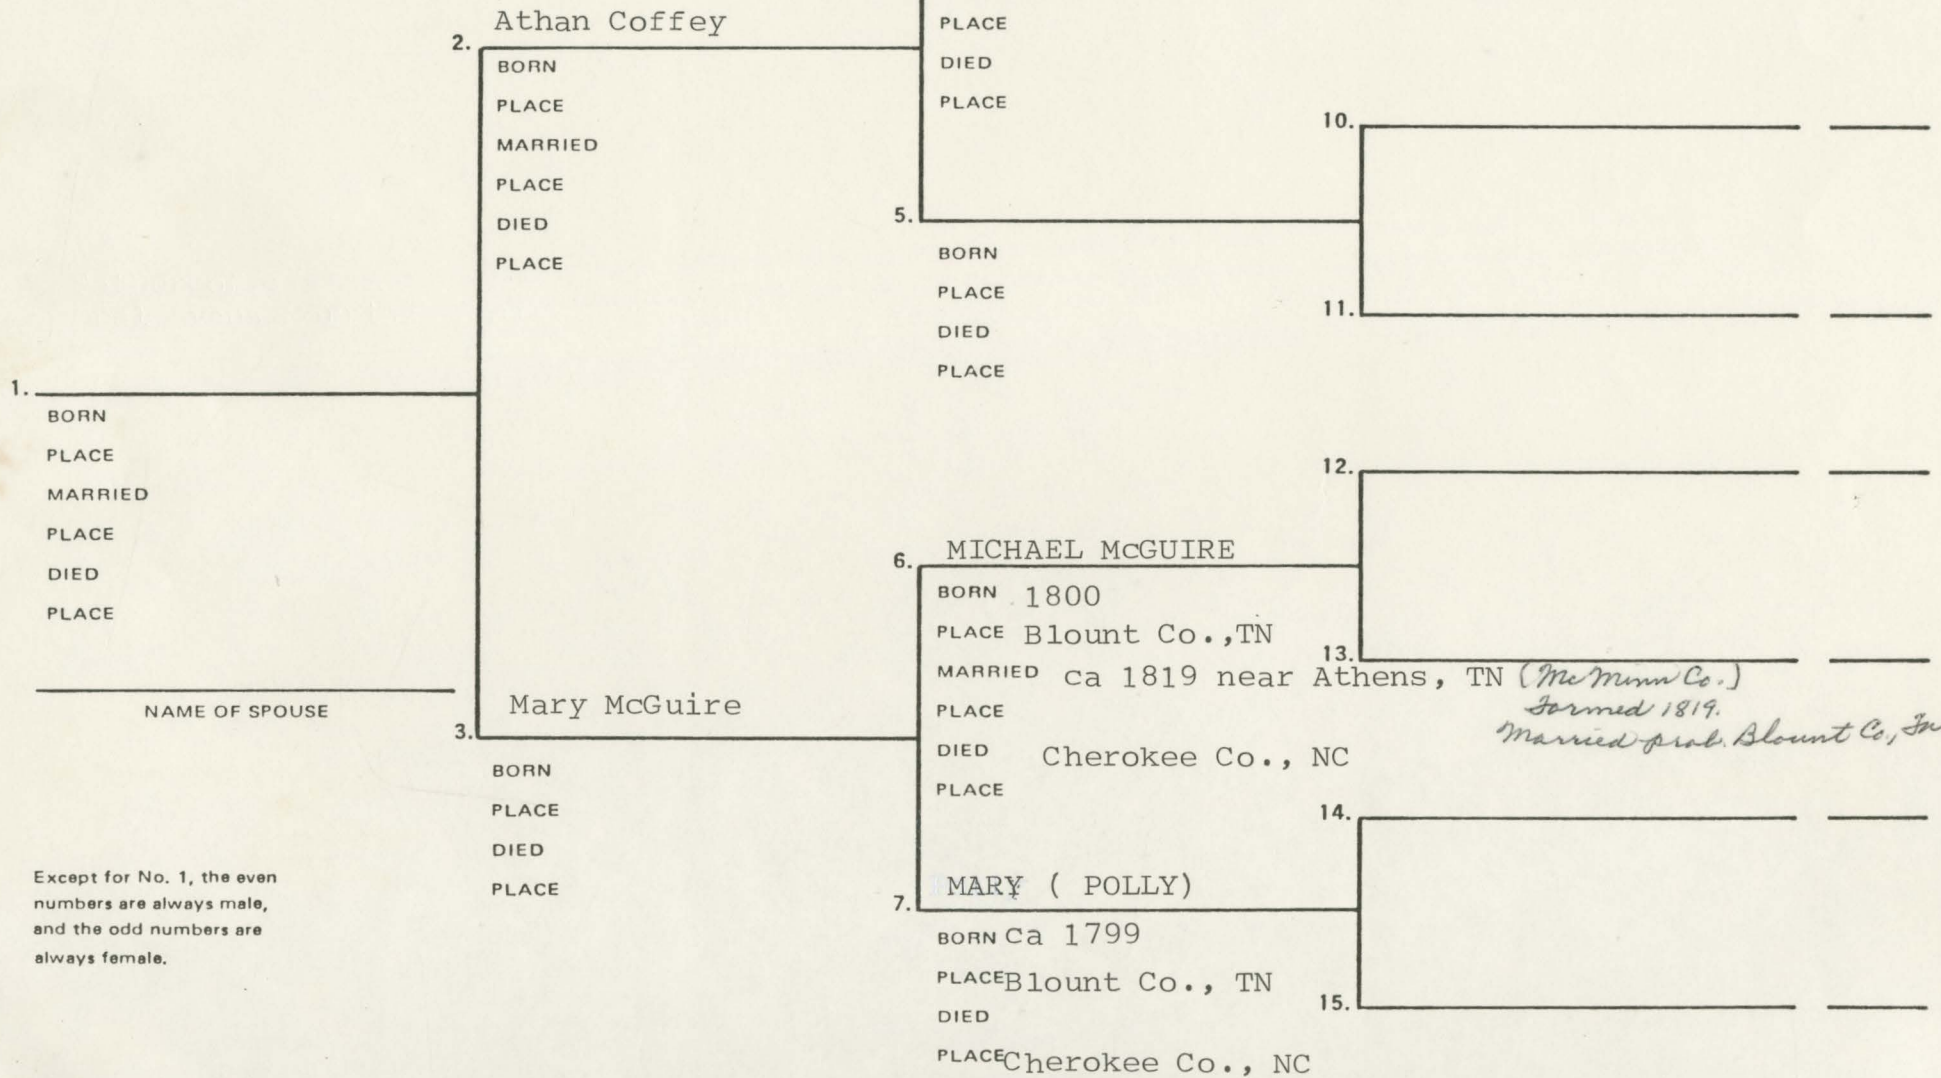 Athan Coffey
2.
BORN
PLACE
MARRIED
PLACE
DIED
PLACE
PLACE
DIED
PLACE
10.
5.
BORN
PLACE
DIED
PLACE
11.
1.
BORN
PLACE
MARRIED
PLACE
DIED
PLACE
NAME OF SPOUSE
12.
6. MICHAEL McGUIRE
BORN 1800
PLACE Blount Co.,TN
13.
MARRIED ca 1819 near Athens, TN (McMinn Co.)
Formed 1819.
Married prob. Blount Co., Tn
PLACE
DIED Cherokee Co., NC
PLACE
Mary McGuire
3.
BORN
PLACE
DIED
PLACE
14.
7. MARY ( POLLY)
BORN Ca 1799
PLACE Blount Co., TN
15.
DIED
PLACE Cherokee Co., NC
Except for No. 1, the even
numbers are always male,
and the odd numbers are
always female.